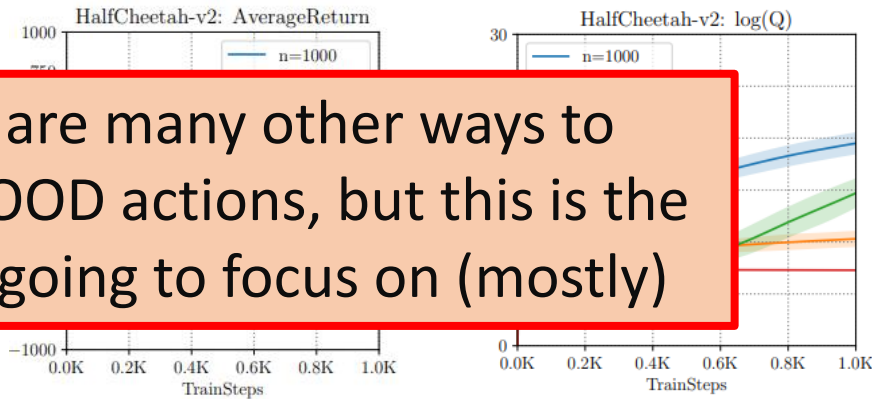 HalfCheetah-v2: AverageReturn
1000
n=1000
are many other ways to
OOD actions, but this is the
going to focus on (mostly)
−1000
0.0K 0.2K 0.4K 0.6K 0.8K 1.0K
TrainSteps
HalfCheetah-v2: log(Q)
30
n=1000
0
0.0K 0.2K 0.4K 0.6K 0.8K 1.0K
TrainSteps